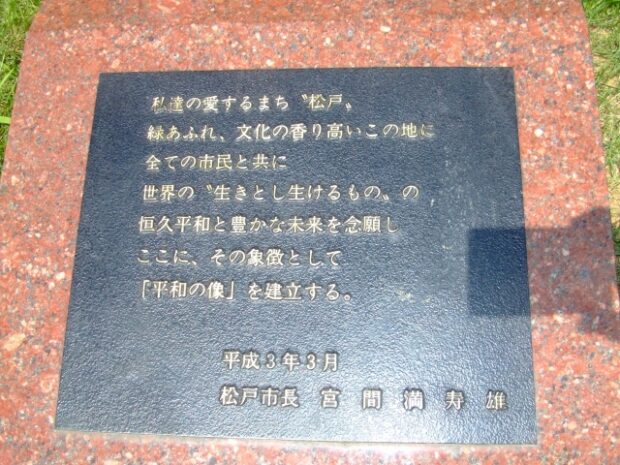 私達の愛するまち〝松戸〟
緑あふれ、文化の香り高いこの地に
全ての市民と共に
世界の〝生きとし生けるもの〟の
恒久平和と豊かな未来を念願し
ここに、その象徴として
「平和の像」を建立する。
平成3年3月
松戸市長 宮間満寿雄